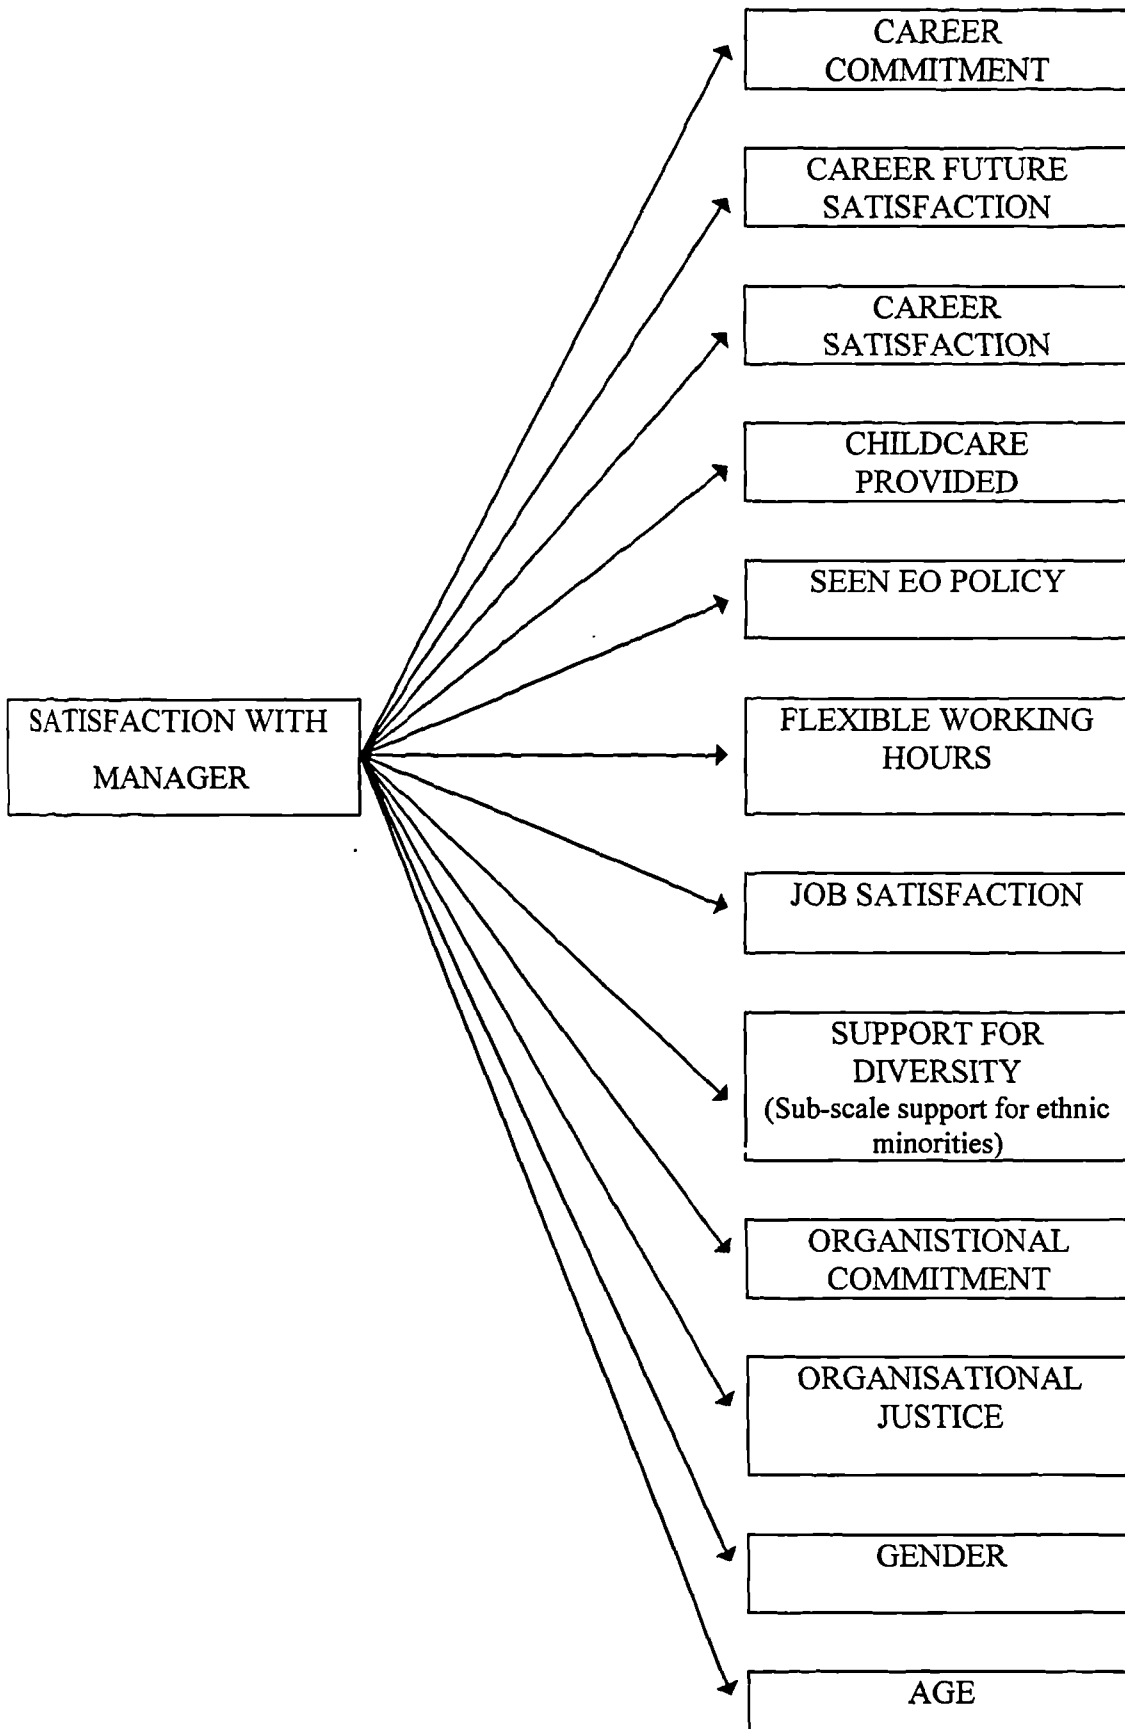 CAREER
COMMITMENT
CAREER FUTURE
SATISFACTION
CAREER
SATISFACTION
CHILDCARE
PROVIDED
SEEN EO POLICY
SATISFACTION WITH
MANAGER
FLEXIBLE WORKING
HOURS
JOB SATISFACTION
SUPPORT FOR
DIVERSITY
(Sub-scale support for ethnic
minorities)
ORGANISTIONAL
COMMITMENT
ORGANISATIONAL
JUSTICE
GENDER
AGE